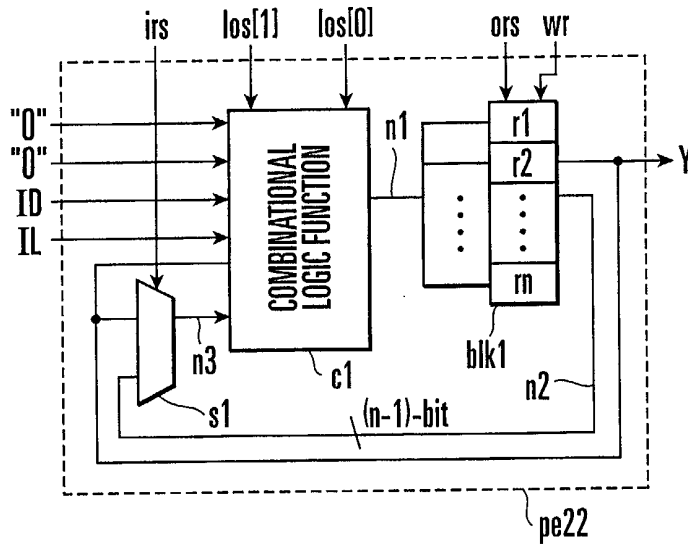 irs
los[1]
los[0]
ors
wr
"0"
"0"
ID
IL
COMBINATIONAL
LOGIC FUNCTION
n1
r1
r2
rn
Y
n3
c1
blk1
n2
s1
(n-1)-bit
pe22